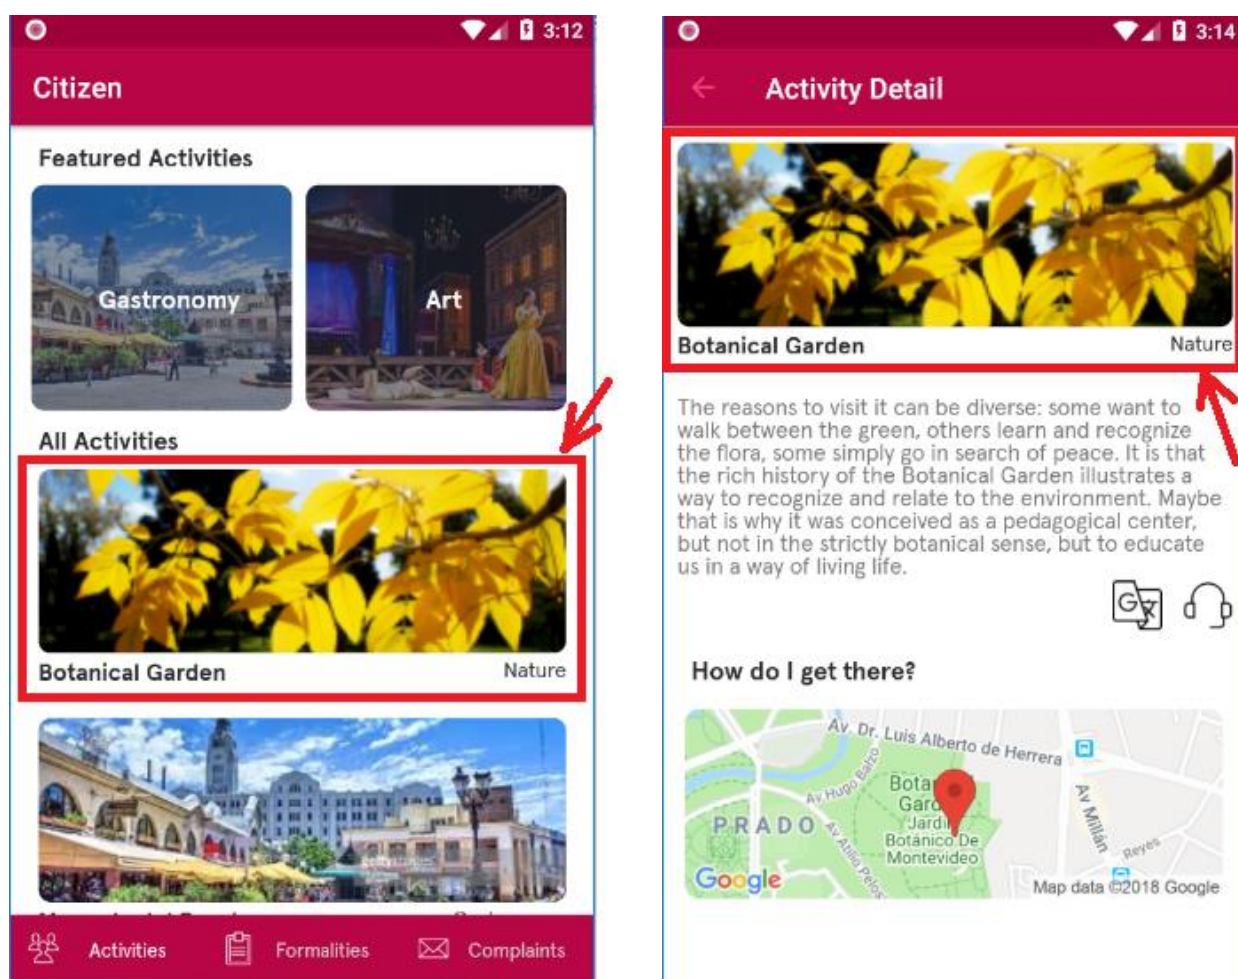 3:12
Citizen
Featured Activities
Gastronomy
Art
All Activities
Botanical Garden
Nature
Activities
Formalities
Complaints
3:14
Activity Detail
Botanical Garden
Nature
The reasons to visit it can be diverse: some want to
walk between the green, others learn and recognize
the flora, some simply go in search of peace. It is that
the rich history of the Botanical Garden illustrates a
way to recognize and relate to the environment. Maybe
that is why it was conceived as a pedagogical center,
but not in the strictly botanical sense, but to educate
us in a way of living life.
G
How do I get there?
Av. Dr. Luis Alberto de Herrera
Av Hugo Balzo
PRADO
Jardí
Botánico De
Montevideo
Av Millán
Reyes
Av Atilio Pelos
Google
Map data ©2018 Google